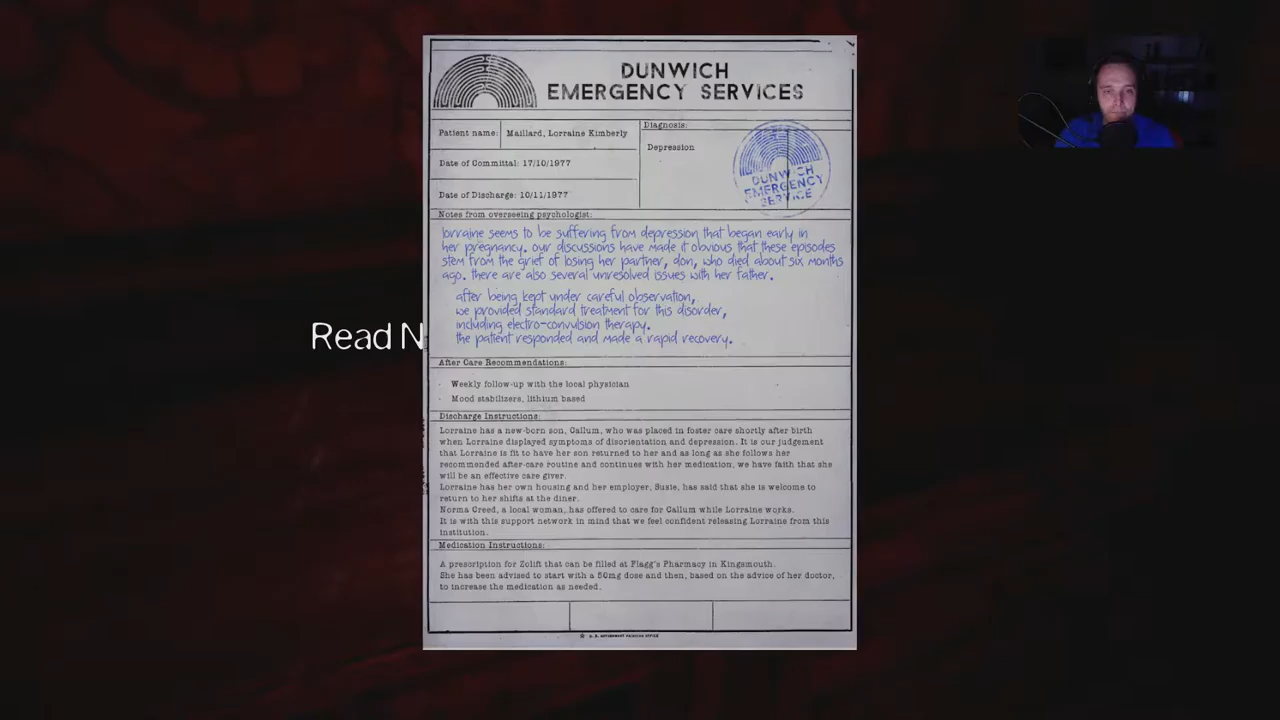 DUNWICH
EMERGENCY SERVICES
Patient name: Maillard, Lorraine Kimberly
Date of Committal: 17/10/1977
Date of Discharge: 10/11/1977
Diagnosis:
Depression
DUNWICH
EMERGENCY
SERVICE
Notes from overseeing psychologist:
lorraine seems to be suffering from depression that began early in
her pregnancy. our discussions have made it obvious that these episodes
stem from the grief of losing her partner, don, who died about six months
ago. there are also several unresolved issues with her father.
after being kept under careful observation,
we provided standard treatment for this disorder,
including electro-convulsion therapy.
the patient responded and made a rapid recovery.
Read N
After Care Recommendations:
· Weekly follow-up with the local physician
· Mood stabilizers, lithium based
Discharge Instructions:
Lorraine has a new-born son, Callum, who was placed in foster care shortly after birth
when Lorraine displayed symptoms of disorientation and depression. It is our judgement
that Lorraine is fit to have her son returned to her and as long as she follows her
recommended after-care routine and continues with her medication, we have faith that she
will be an effective care giver.
Lorraine has her own housing and her employer, Susie, has said that she is welcome to
return to her shifts at the diner.
Norma Creed, a local woman, has offered to care for Callum while Lorraine works.
It is with this support network in mind that we feel confident releasing Lorraine from this
institution.
Medication Instructions:
A prescription for Zolift that can be filled at Flagg's Pharmacy in Kingsmouth.
She has been advised to start with a 50mg dose and then, based on the advice of her doctor,
to increase the medication as needed.
U.S. GOVERNMENT PRINTING OFFICE